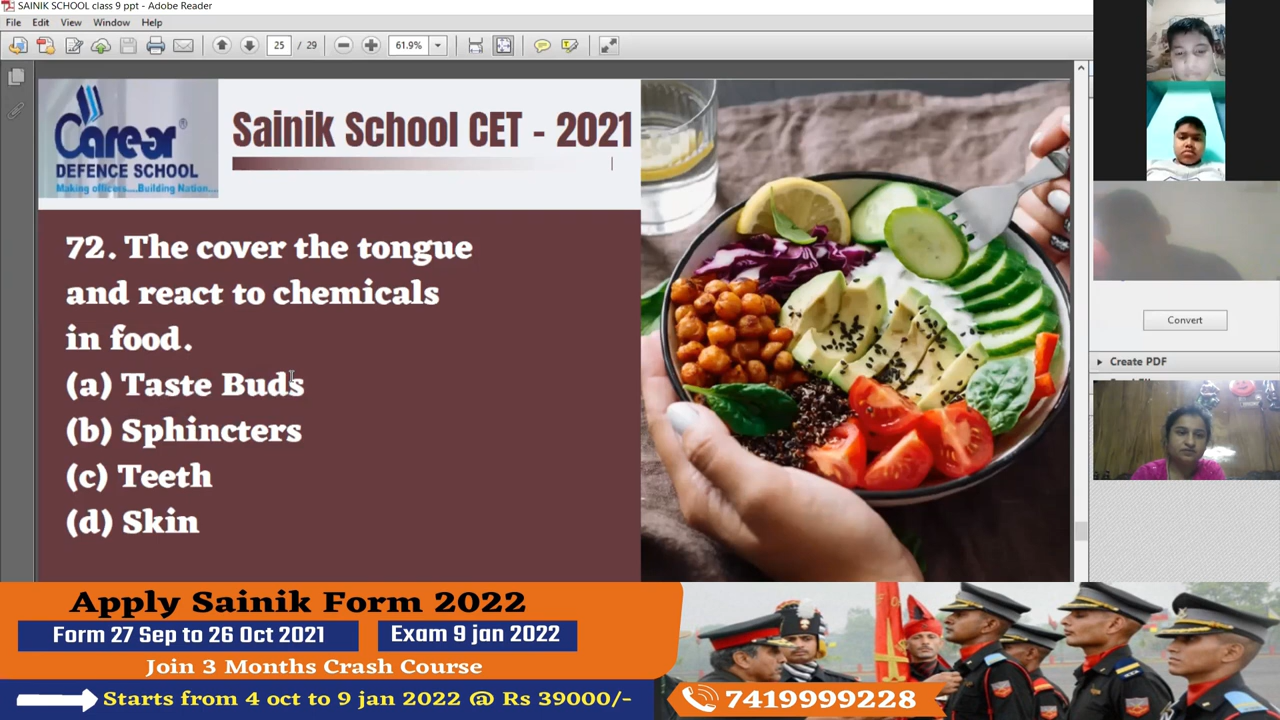 SAINIK SCHOOL class 9 ppt - Adobe Reader
File Edit View Window Help
25 / 29 61.9%
Carear®
DEFENCE SCHOOL
Making officers....Building Nation....
Sainik School CET - 2021
72. The cover the tongue
and react to chemicals
in food.
(a) Taste Buds
(b) Sphincters
(c) Teeth
(d) Skin
Convert
Create PDF
Apply Sainik Form 2022
Form 27 Sep to 26 Oct 2021
Exam 9 jan 2022
Join 3 Months Crash Course
Starts from 4 oct to 9 jan 2022 @ Rs 39000/-
7419999228